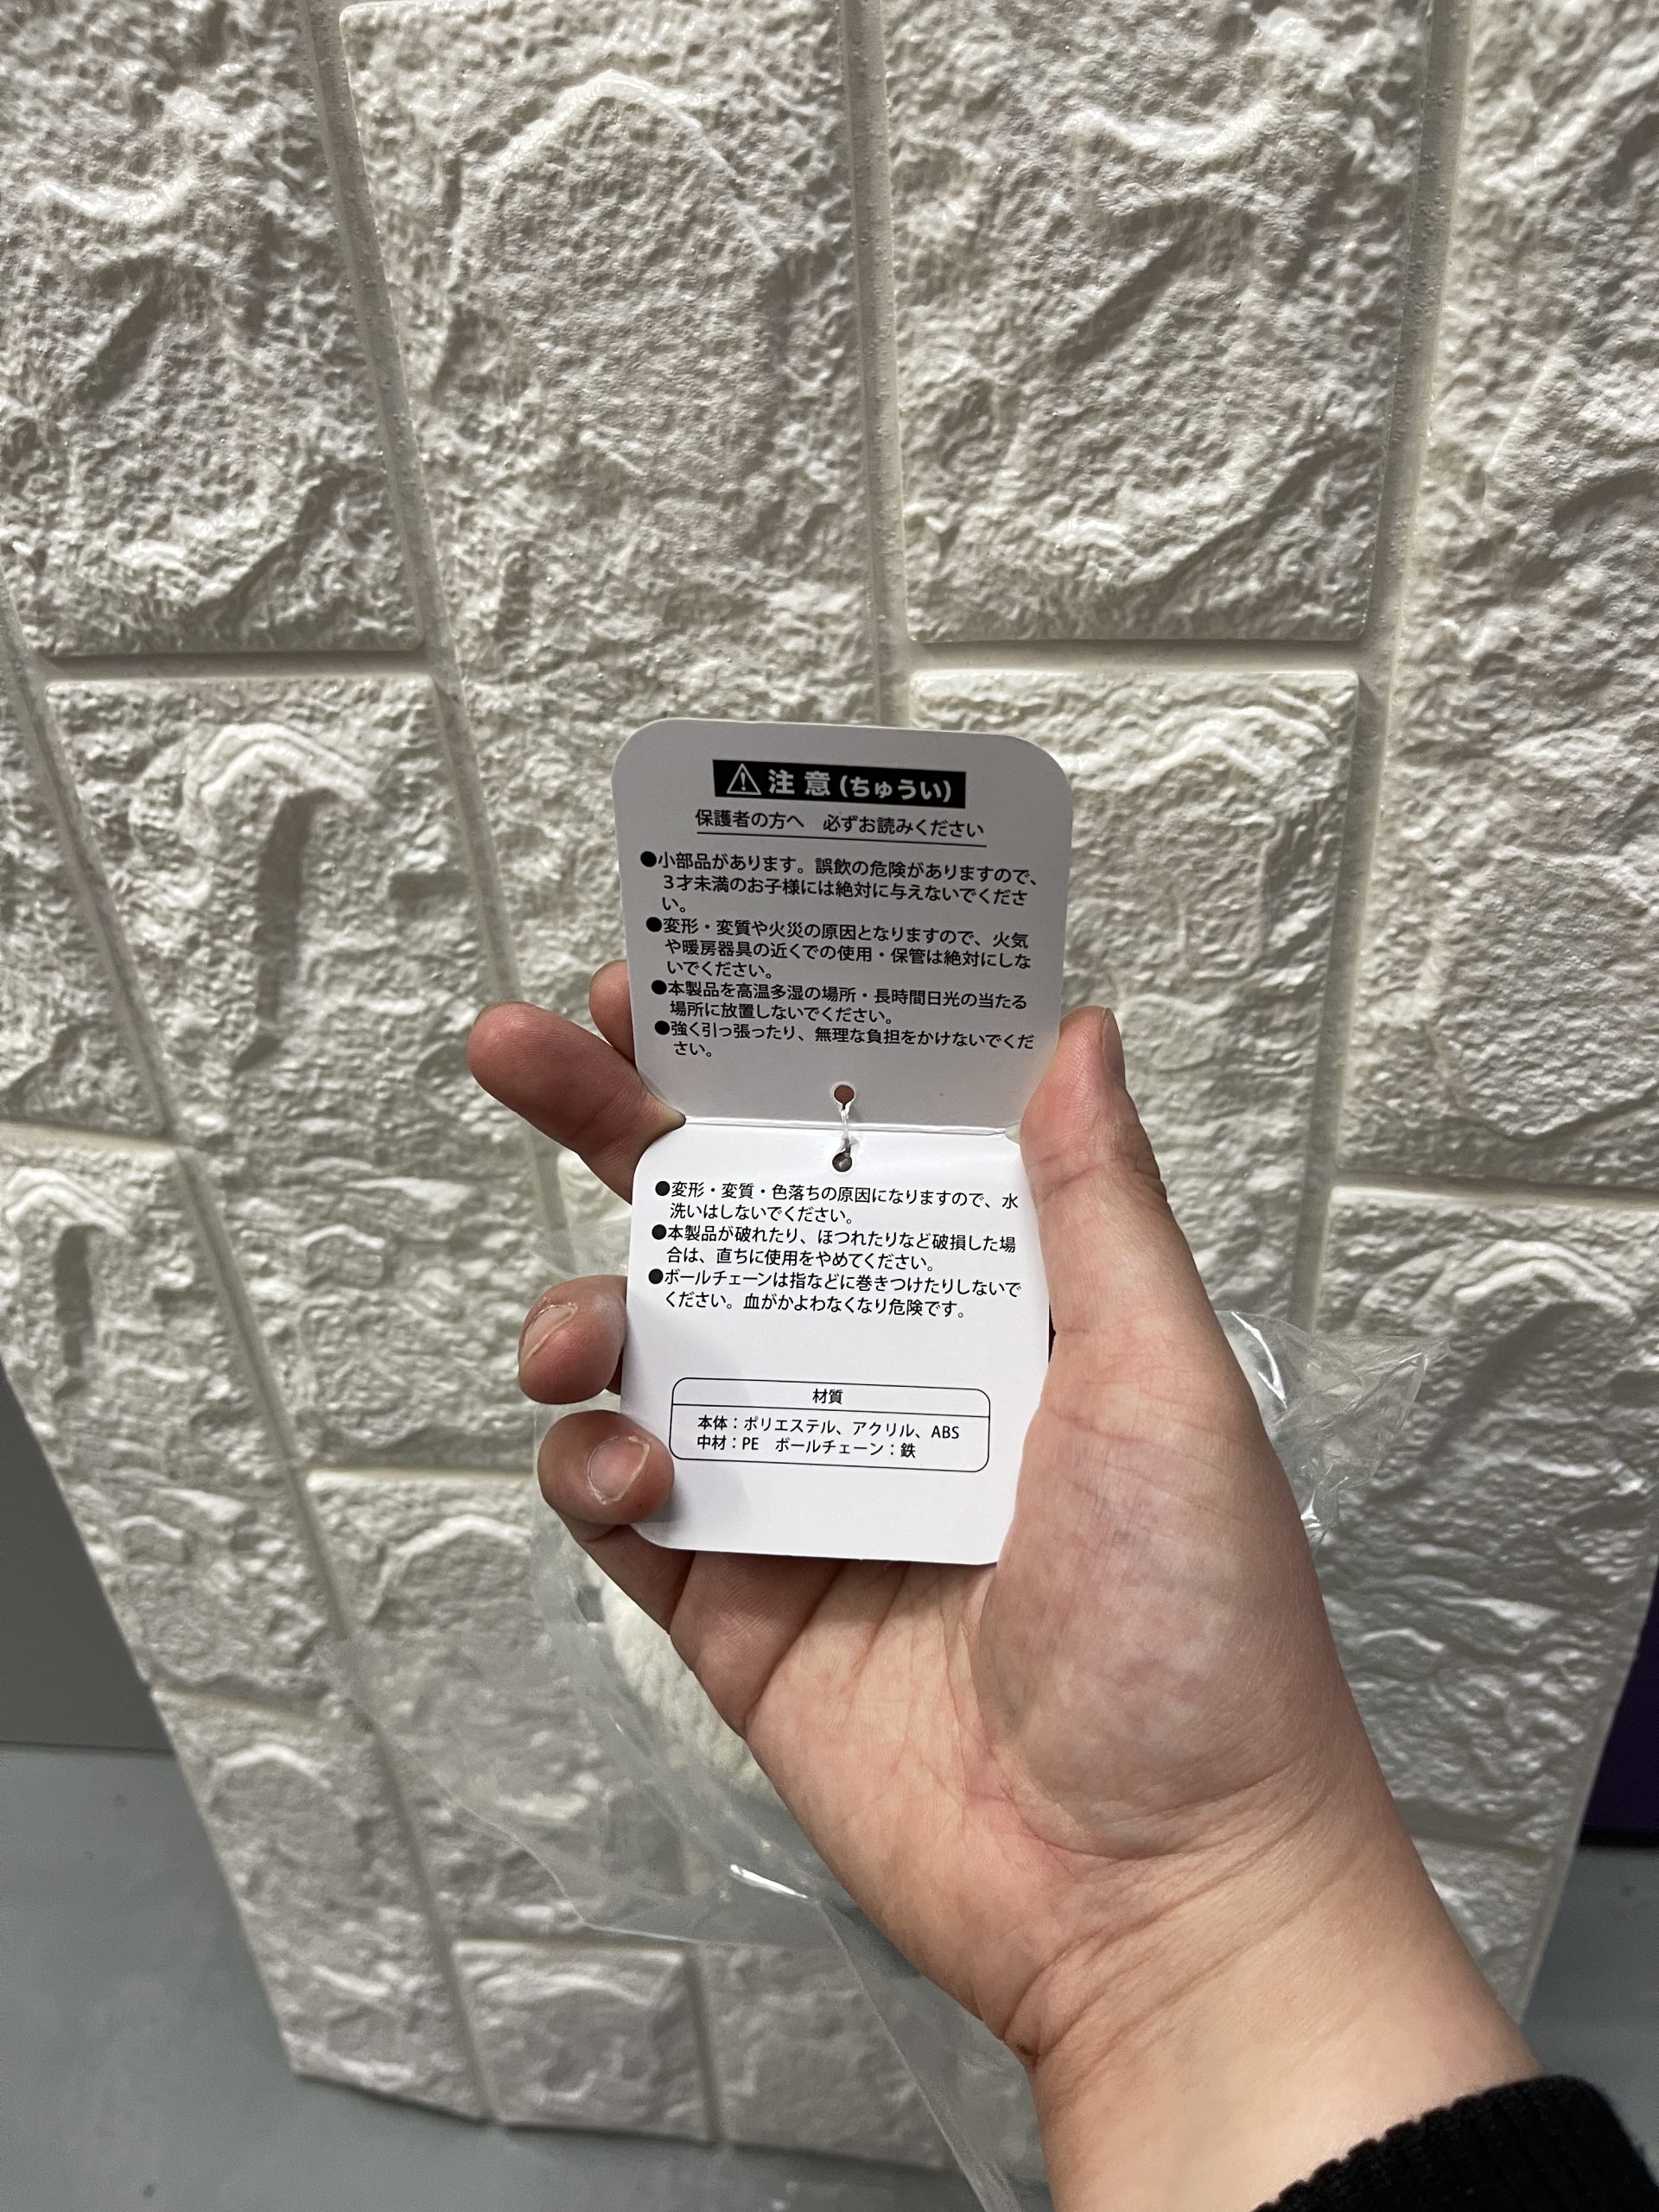 ⚠ 注意(ちゅうい)
保護者の方へ 必ずお読みください
●小部品があります。誤飲の危険がありますので、
3才未満のお子様には絶対に与えないでくださ
い。
●変形・変質や火災の原因となりますので、火気
や暖房器具の近くでの使用・保管は絶対にしな
いでください。
●本製品を高温多湿の場所・長時間日光の当たる
場所に放置しないでください。
●強く引っ張ったり、無理な負担をかけないでくだ
さい。
●変形・変質・色落ちの原因になりますので、水
洗いはしないでください。
●本製品が破れたり、ほつれたりなど破損した場
合は、直ちに使用をやめてください。
●ボールチェーンは指などに巻きつけたりしないで
ください。血がかよわなくなり危険です。
材質
本体：ポリエステル、アクリル、ABS
中材：PE ボールチェーン：鉄